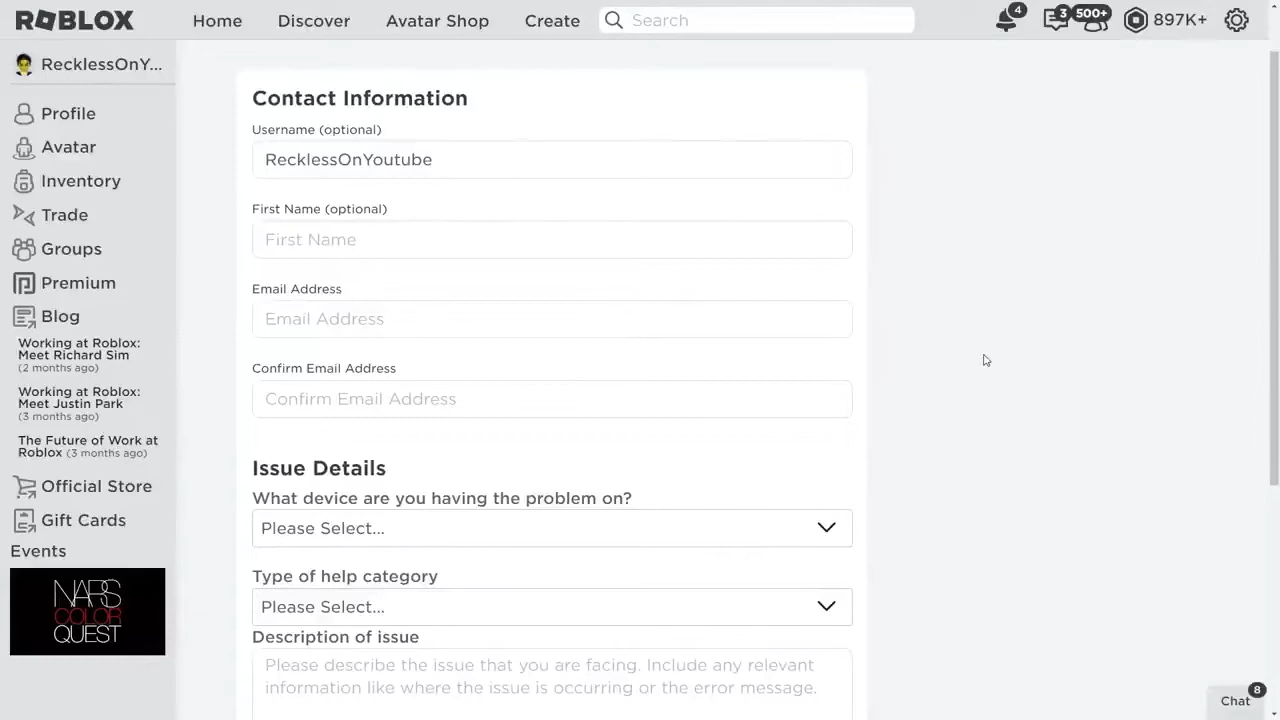 ROBLOX
Home
Discover
Avatar Shop
Create
Search
4
3
500+
897K+
RecklessOnY...
Profile
Avatar
Inventory
Trade
Groups
Premium
Blog
Working at Roblox:
Meet Richard Sim
(2 months ago)
Working at Roblox:
Meet Justin Park
(3 months ago)
The Future of Work at
Roblox (3 months ago)
Official Store
Gift Cards
Events
NARS
COLOR
QUEST
Contact Information
Username (optional)
RecklessOnYoutube
First Name (optional)
First Name
Email Address
Email Address
Confirm Email Address
Confirm Email Address
Issue Details
What device are you having the problem on?
Please Select...
Type of help category
Please Select...
Description of issue
Please describe the issue that you are facing. Include any relevant
information like where the issue is occurring or the error message.
Chat
8